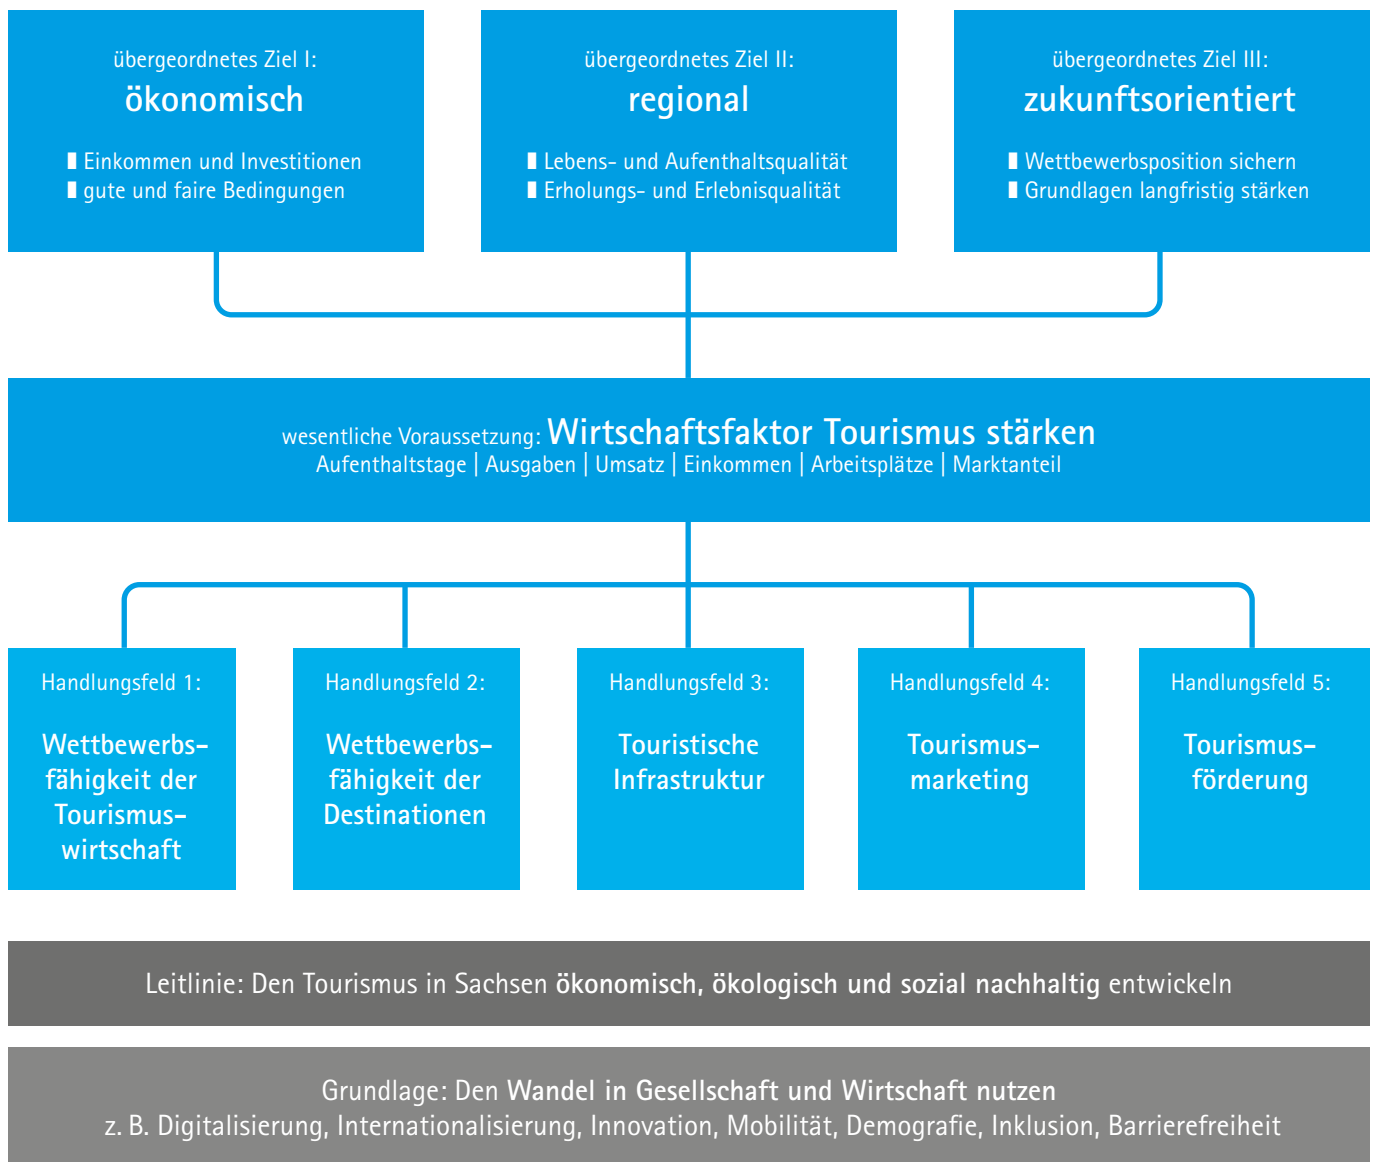 übergeordnetes Ziel I:
ökonomisch
▮ Einkommen und Investitionen
▮ gute und faire Bedingungen
übergeordnetes Ziel II:
regional
▮ Lebens- und Aufenthaltsqualität
▮ Erholungs- und Erlebnisqualität
übergeordnetes Ziel III:
zukunftsorientiert
▮ Wettbewerbsposition sichern
▮ Grundlagen langfristig stärken
wesentliche Voraussetzung: Wirtschaftsfaktor Tourismus stärken
Aufenthaltstage | Ausgaben | Umsatz | Einkommen | Arbeitsplätze | Marktanteil
Handlungsfeld 1:
Wettbewerbs-
fähigkeit der
Tourismus-
wirtschaft
Handlungsfeld 2:
Wettbewerbs-
fähigkeit der
Destinationen
Handlungsfeld 3:
Touristische
Infrastruktur
Handlungsfeld 4:
Tourismus-
marketing
Handlungsfeld 5:
Tourismus-
förderung
Leitlinie: Den Tourismus in Sachsen ökonomisch, ökologisch und sozial nachhaltig entwickeln
Grundlage: Den Wandel in Gesellschaft und Wirtschaft nutzen
z. B. Digitalisierung, Internationalisierung, Innovation, Mobilität, Demografie, Inklusion, Barrierefreiheit